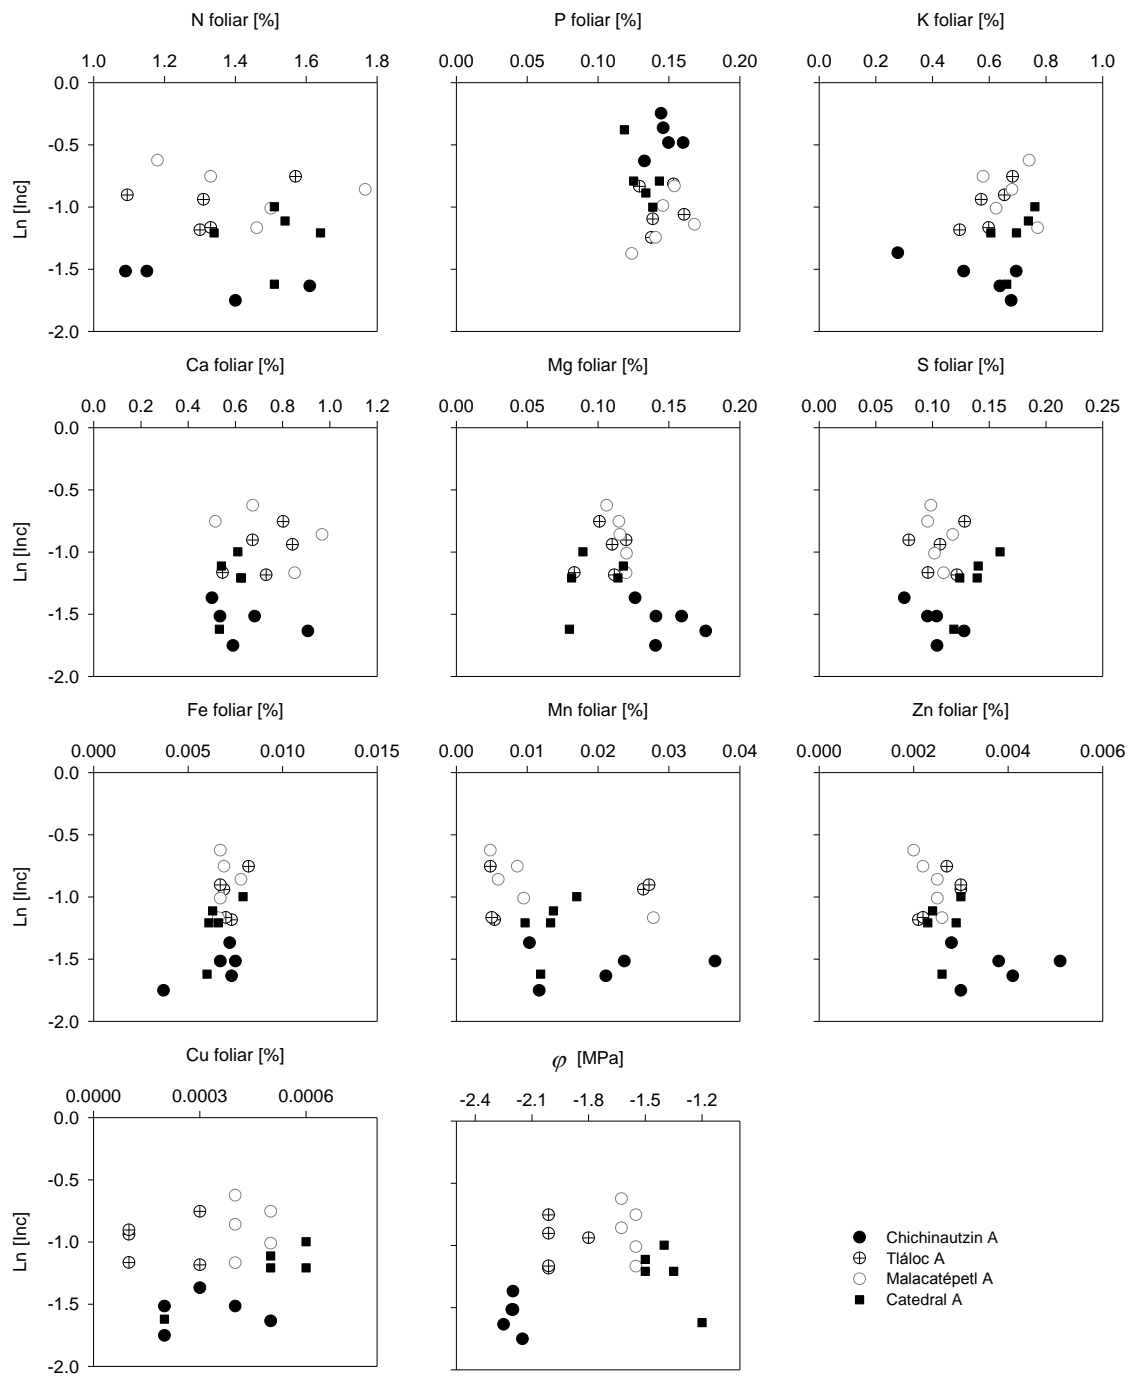 N foliar [%]
P foliar [%]
K foliar [%]
1.0 1.2 1.4 1.6 1.8
0.00 0.05 0.10 0.15 0.20
0.0 0.2 0.4 0.6 0.8 1.0
Ln [Inc]
0.0
-0.5
-1.0
-1.5
-2.0
Ca foliar [%]
Mg foliar [%]
S foliar [%]
0.0 0.2 0.4 0.6 0.8 1.0 1.2
0.00 0.05 0.10 0.15 0.20
0.00 0.05 0.10 0.15 0.20 0.25
Ln [Inc]
0.0
-0.5
-1.0
-1.5
-2.0
Fe foliar [%]
Mn foliar [%]
Zn foliar [%]
0.000 0.005 0.010 0.015
0.00 0.01 0.02 0.03 0.04
0.000 0.002 0.004 0.006
Ln [Inc]
0.0
-0.5
-1.0
-1.5
-2.0
Cu foliar [%]
φ [MPa]
0.0000 0.0003 0.0006
-2.4 -2.1 -1.8 -1.5 -1.2
Ln [Inc]
0.0
-0.5
-1.0
-1.5
-2.0
Chichinautzin A
Tláloc A
Malacatépetl A
Catedral A